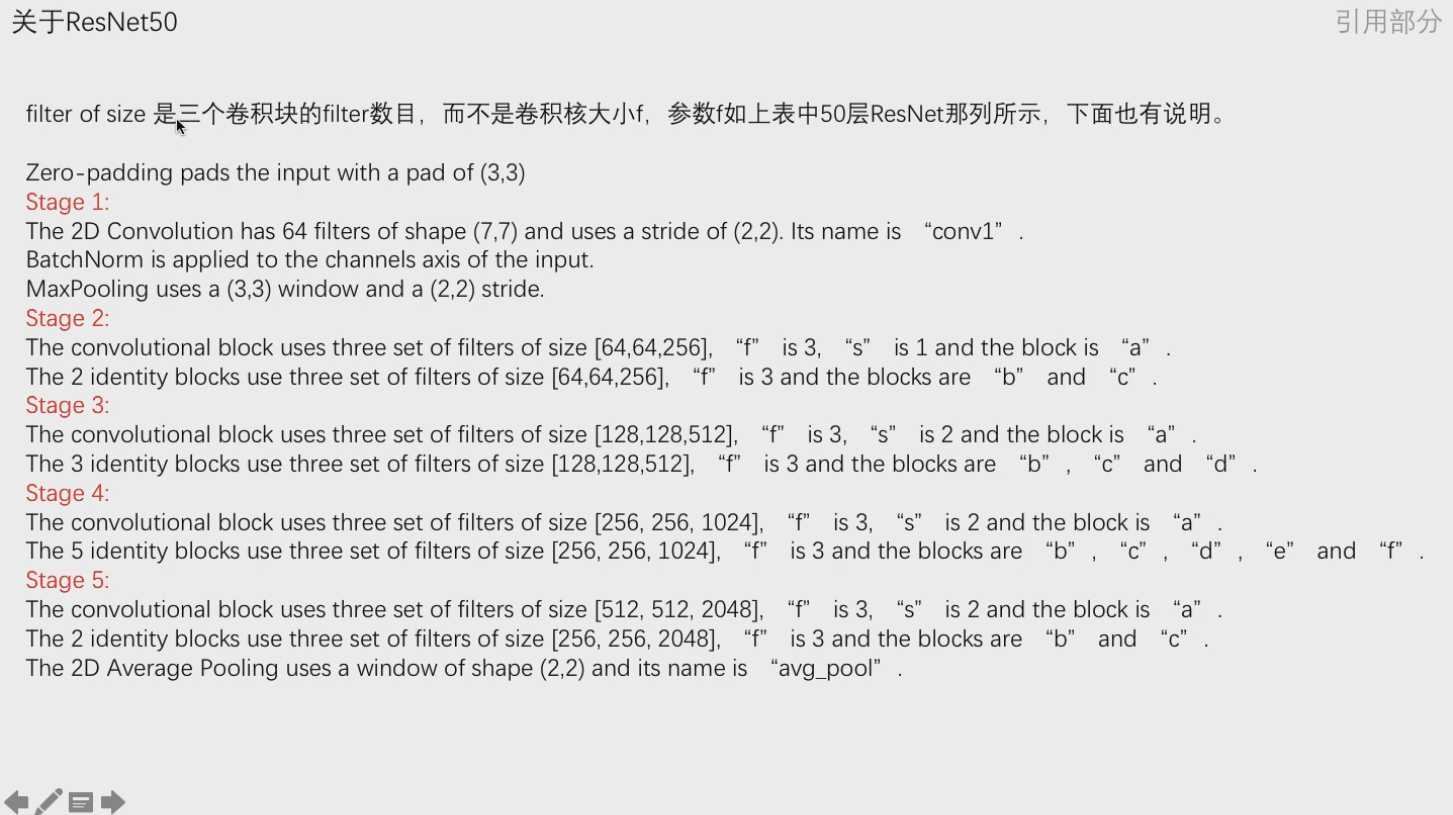 关于ResNet50
引用部分
filter of size 是三个卷积块的filter数目，而不是卷积核大小f，参数f如上表中50层ResNet那列所示，下面也有说明。
Zero-padding pads the input with a pad of (3,3)
Stage 1:
The 2D Convolution has 64 filters of shape (7,7) and uses a stride of (2,2). Its name is “conv1”.
BatchNorm is applied to the channels axis of the input.
MaxPooling uses a (3,3) window and a (2,2) stride.
Stage 2:
The convolutional block uses three set of filters of size [64,64,256], “f” is 3, “s” is 1 and the block is “a”.
The 2 identity blocks use three set of filters of size [64,64,256], “f” is 3 and the blocks are “b” and “c”.
Stage 3:
The convolutional block uses three set of filters of size [128,128,512], “f” is 3, “s” is 2 and the block is “a”.
The 3 identity blocks use three set of filters of size [128,128,512], “f” is 3 and the blocks are “b”, “c” and “d”.
Stage 4:
The convolutional block uses three set of filters of size [256, 256, 1024], “f” is 3, “s” is 2 and the block is “a”.
The 5 identity blocks use three set of filters of size [256, 256, 1024], “f” is 3 and the blocks are “b”, “c”, “d”, “e” and “f”.
Stage 5:
The convolutional block uses three set of filters of size [512, 512, 2048], “f” is 3, “s” is 2 and the block is “a”.
The 2 identity blocks use three set of filters of size [256, 256, 2048], “f” is 3 and the blocks are “b” and “c”.
The 2D Average Pooling uses a window of shape (2,2) and its name is “avg_pool”.